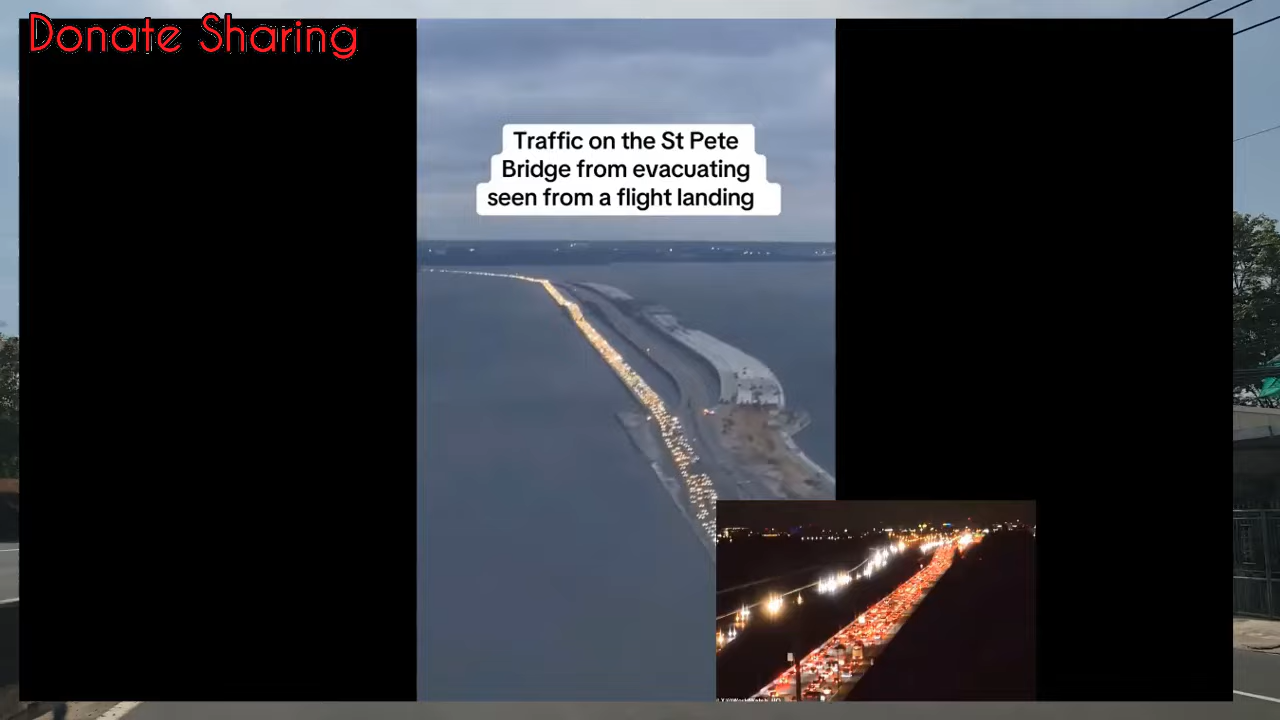 Donate Sharing
Traffic on the St Pete
Bridge from evacuating
seen from a flight landing